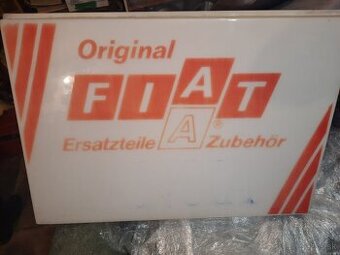 Original
FIAT
Ersatzteile A® Zubehör